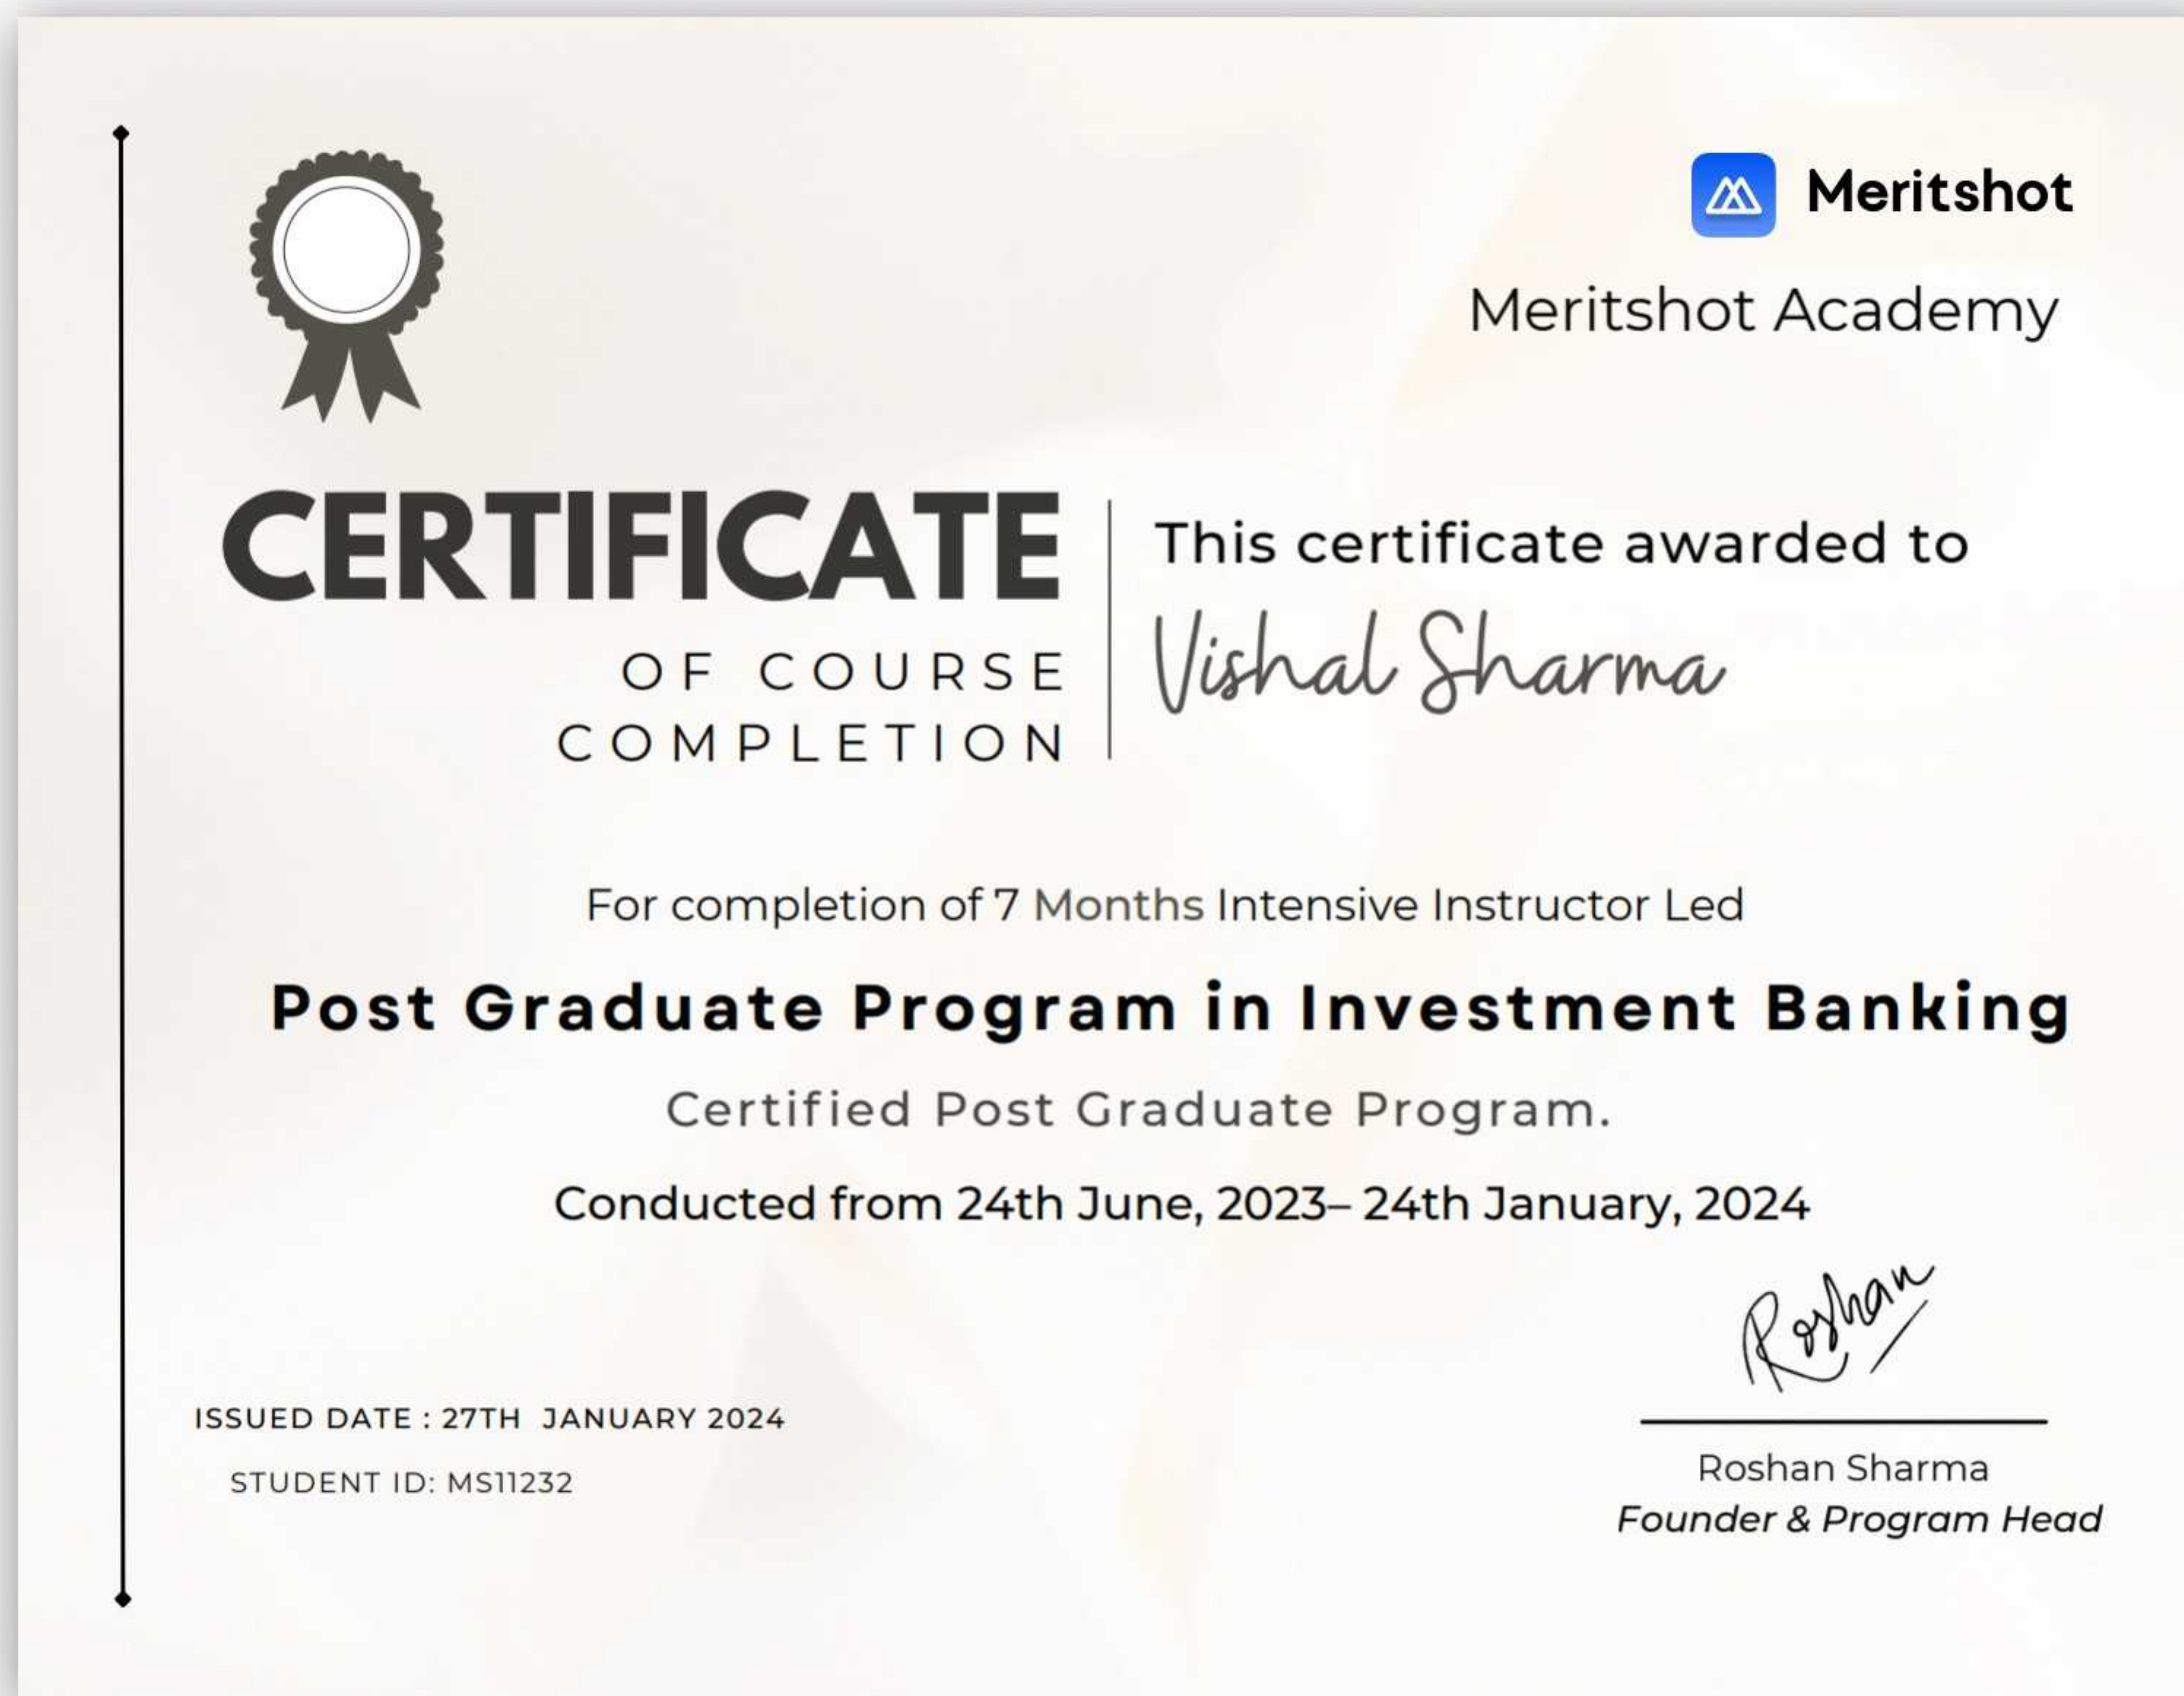 Meritshot
Meritshot Academy
CERTIFICATE
OF COURSE
COMPLETION
This certificate awarded to
Vishal Sharma
For completion of 7 Months Intensive Instructor Led
Post Graduate Program in Investment Banking
Certified Post Graduate Program.
Conducted from 24th June, 2023– 24th January, 2024
Roshan
ISSUED DATE : 27TH JANUARY 2024
STUDENT ID: MS11232
Roshan Sharma
Founder & Program Head